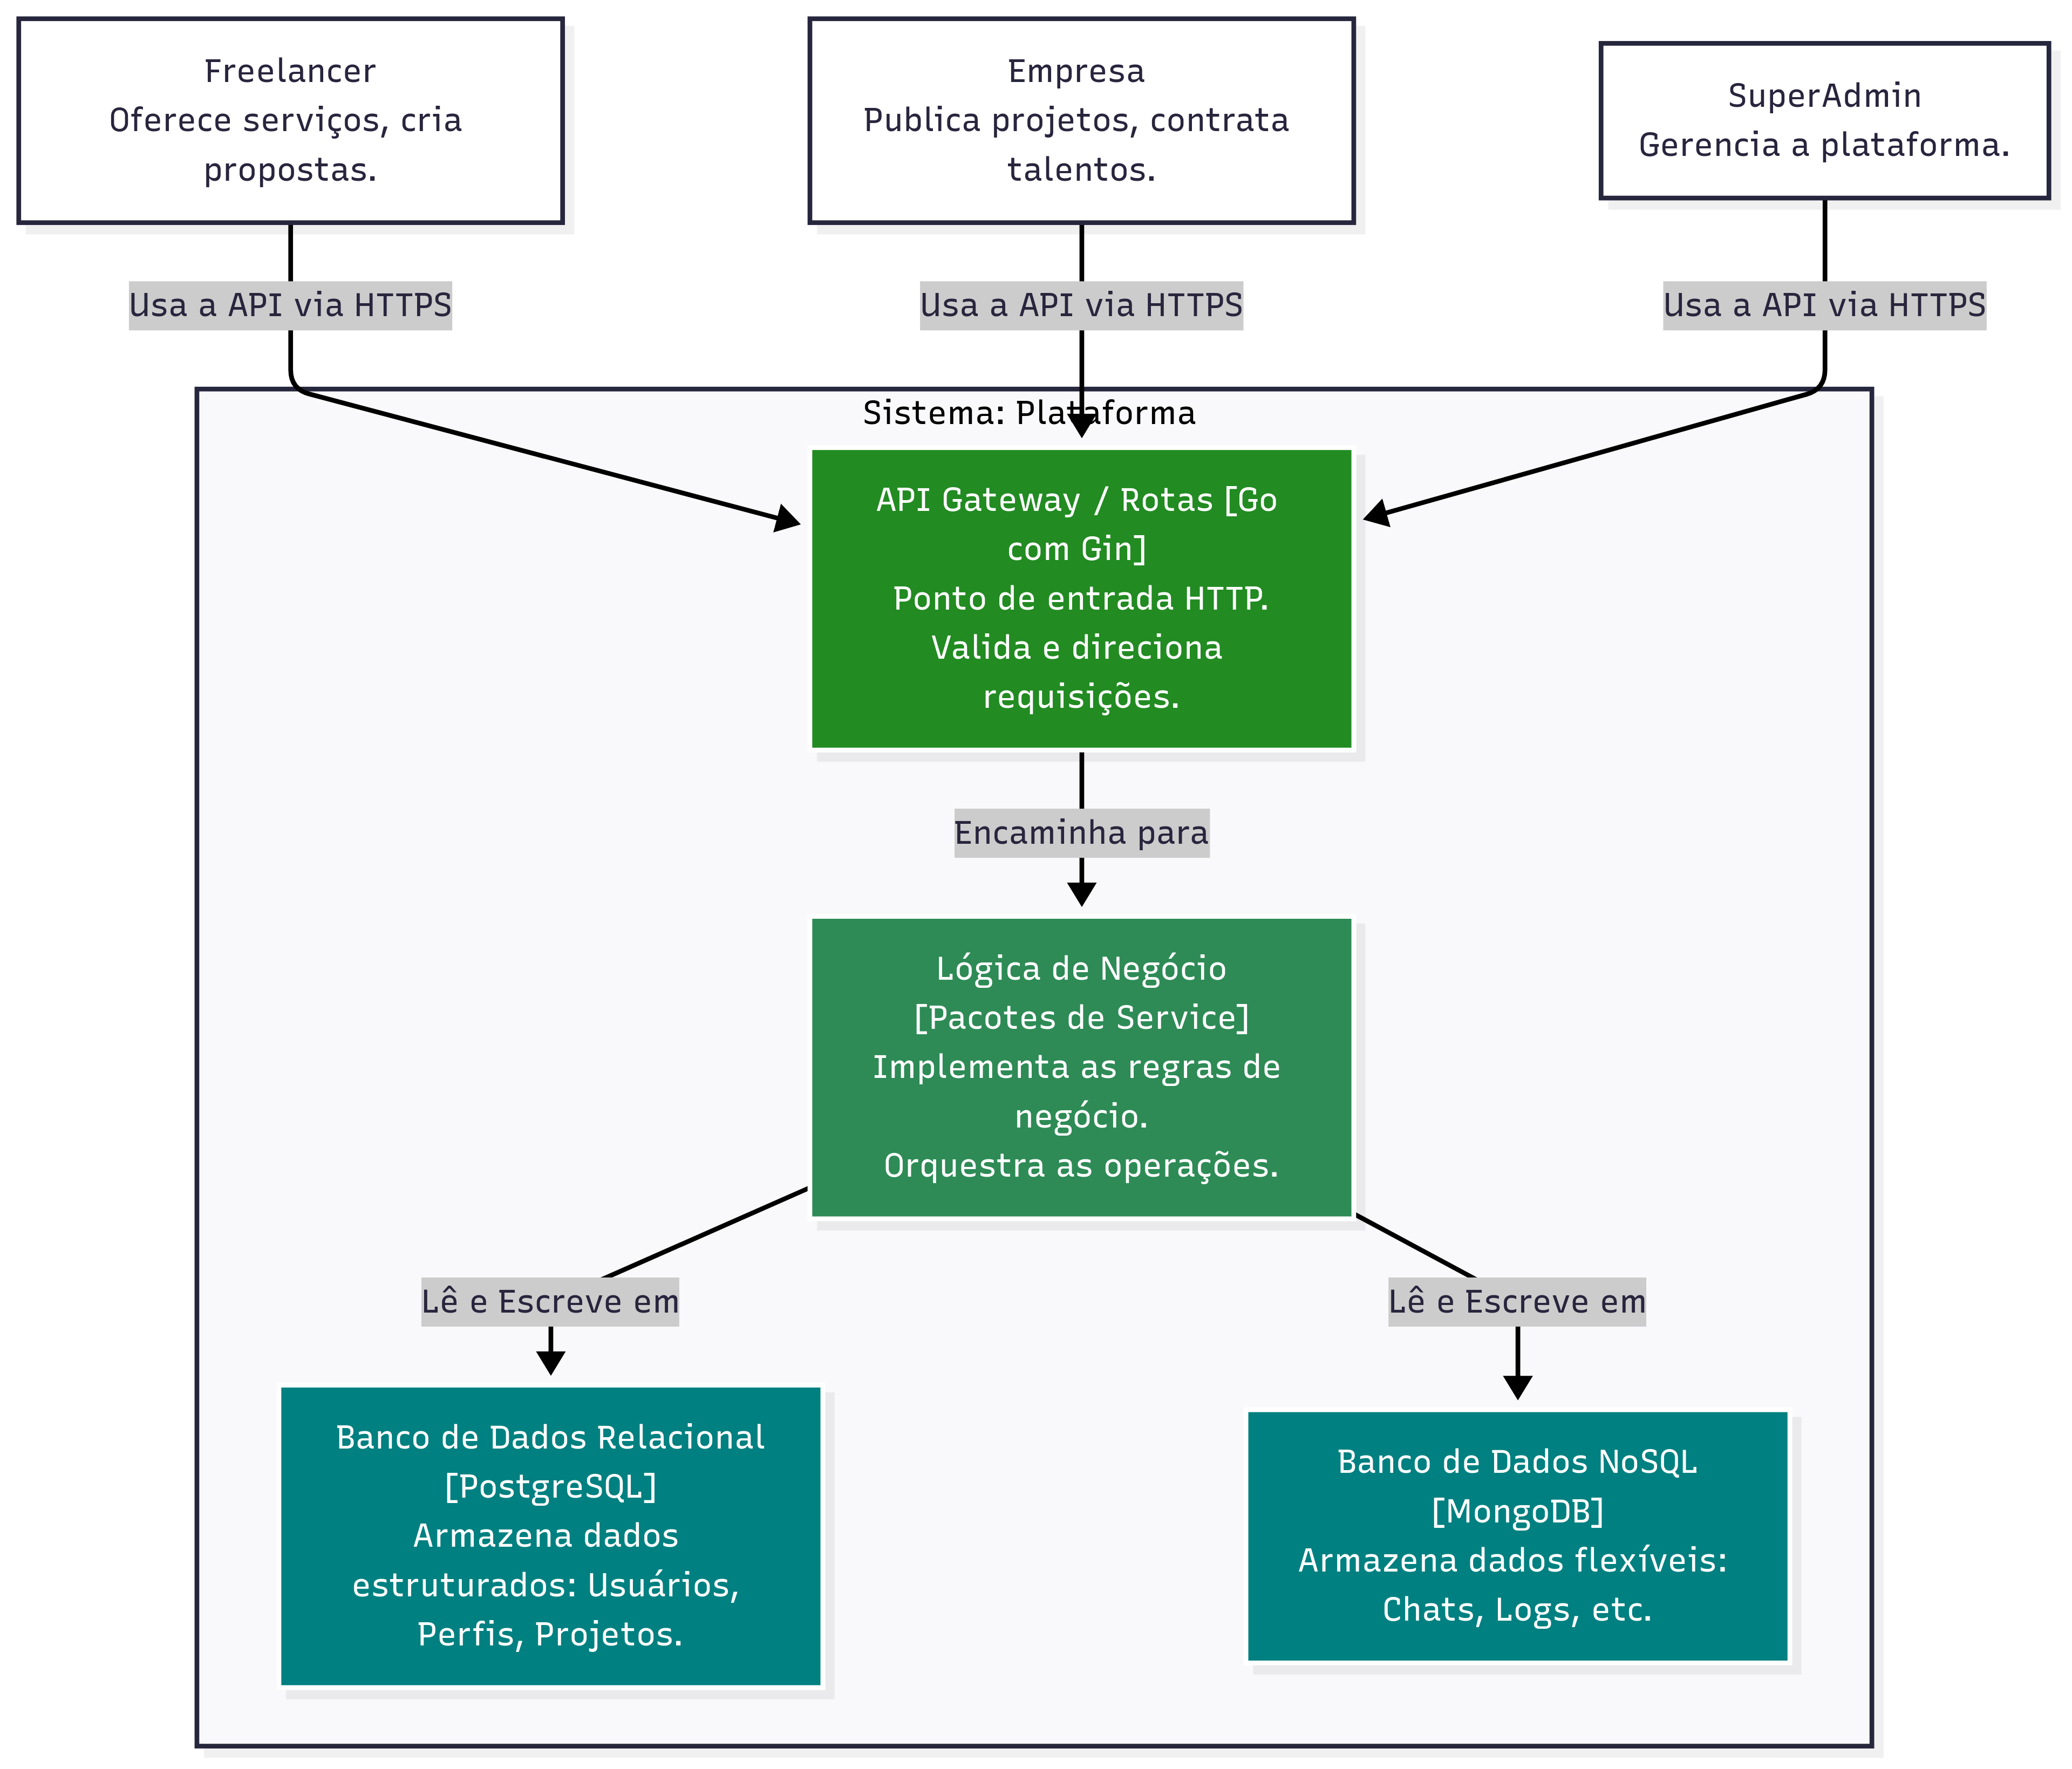 Freelancer
Oferece serviços, cria
propostas.
Empresa
Publica projetos, contrata
talentos.
SuperAdmin
Gerencia a plataforma.
Usa a API via HTTPS
Usa a API via HTTPS
Usa a API via HTTPS
Sistema: Plataforma
API Gateway / Rotas [Go
com Gin]
Ponto de entrada HTTP.
Valida e direciona
requisições.
Encaminha para
Lógica de Negócio
[Pacotes de Service]
Implementa as regras de
negócio.
Orquestra as operações.
Lê e Escreve em
Lê e Escreve em
Banco de Dados Relacional
[PostgreSQL]
Armazena dados
estruturados: Usuários,
Perfis, Projetos.
Banco de Dados NoSQL
[MongoDB]
Armazena dados flexíveis:
Chats, Logs, etc.